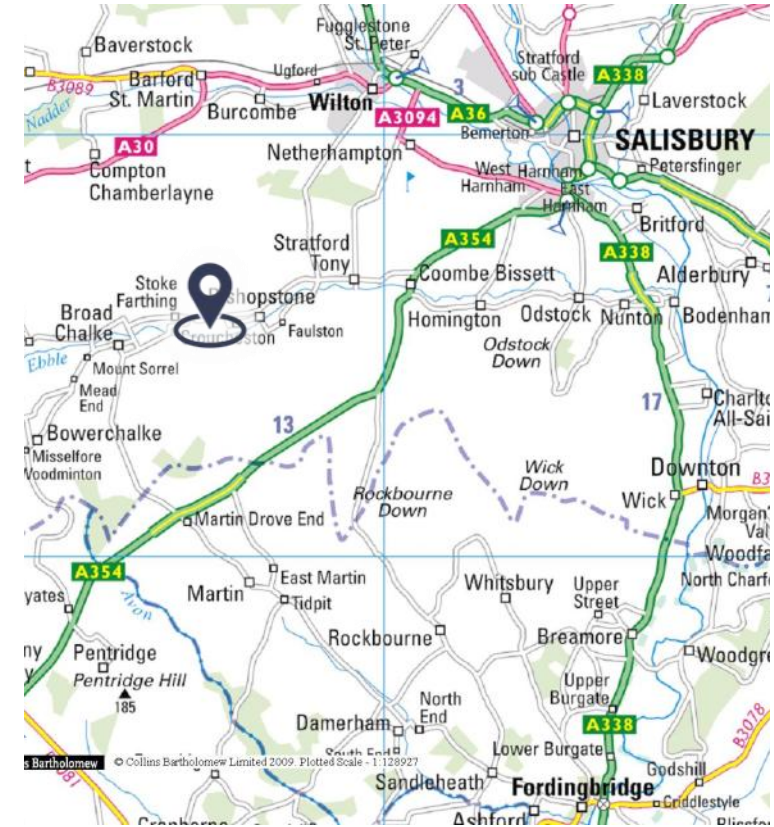 Fugglestone
St. Peter
Baverstock
Stratford
sub Castle
A338
Ugford
Barford
St. Martin
B3089
3
Laverstock
Wilton
A36
Nadder
Burcombe
A3094
Bemerton
SALISBURY
A30
Netherhampton
Petersfinger
Compton
Chamberlayne
West Harnham
Harnham
East
Harnham
Britford
A354
A338
Stratford
Tony
Alderbury
Stoke
Farthing
Coombe Bissett
Bishopstone
Broad
Chalke
Croucheston
Faulston
Homington
Odstock
Nunton
Bodenham
Ebble
Mount Sorrel
Odstock
Down
Mead
End
13
17
Bowerchalke
Misselfore
Woodminton
Wick
Down
Downton
Rockbourne
Down
Wick
Martin Drove End
A354
East Martin
Whitsbury
Upper
Street
Martin
Tidpit
Avon
Rockbourne
Breamore
Pentridge
Pentridge Hill
185
Upper
Burgate
North
End
Damerham
A338
B3078
Lower Burgate
© Collins Bartholomew Limited 2009. Plotted Scale - 1:128927
Godshill
Sandleheath
Fordingbridge
Criddlestyle
Ashford